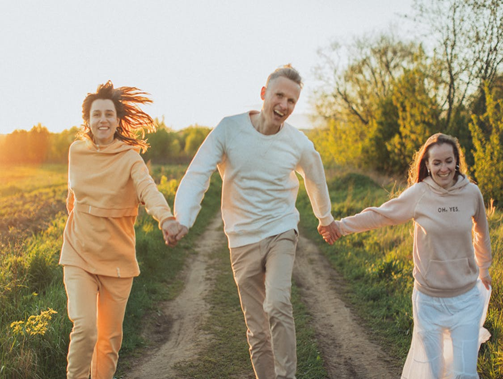 OH, YES.